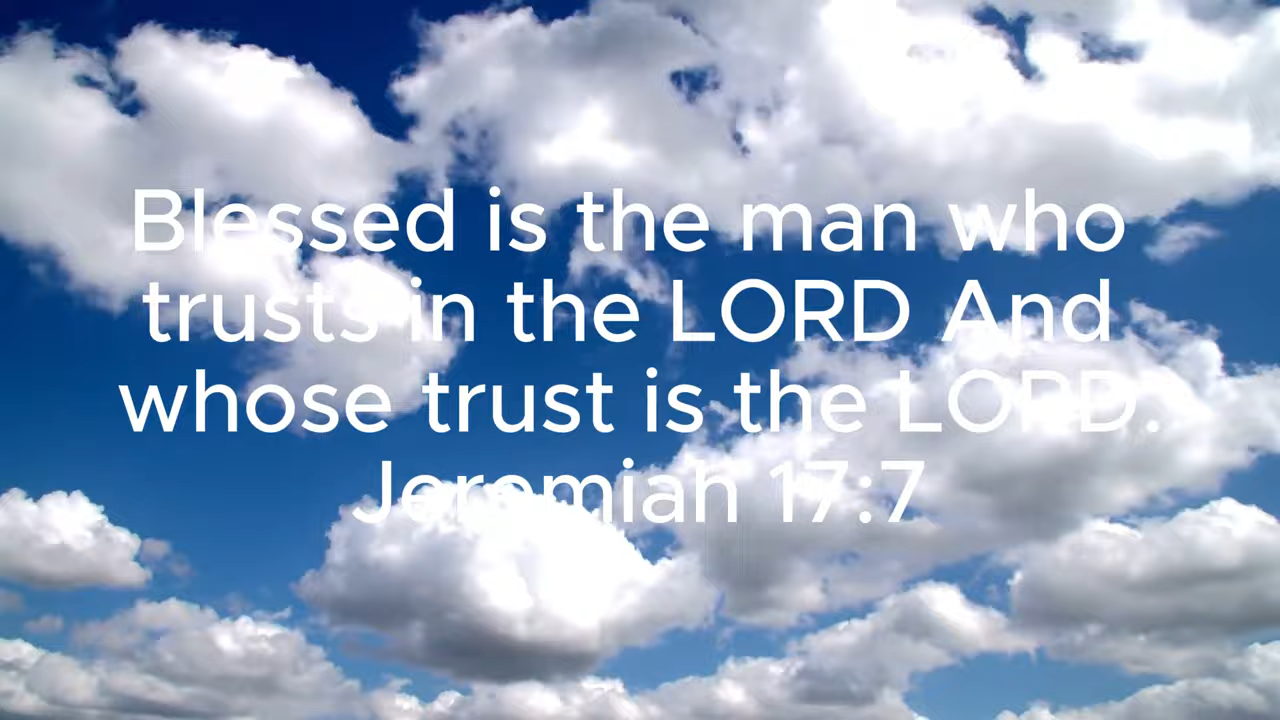 Blessed is the man who
trusts in the LORD And
whose trust is the LORD.
Jeremiah 17:7